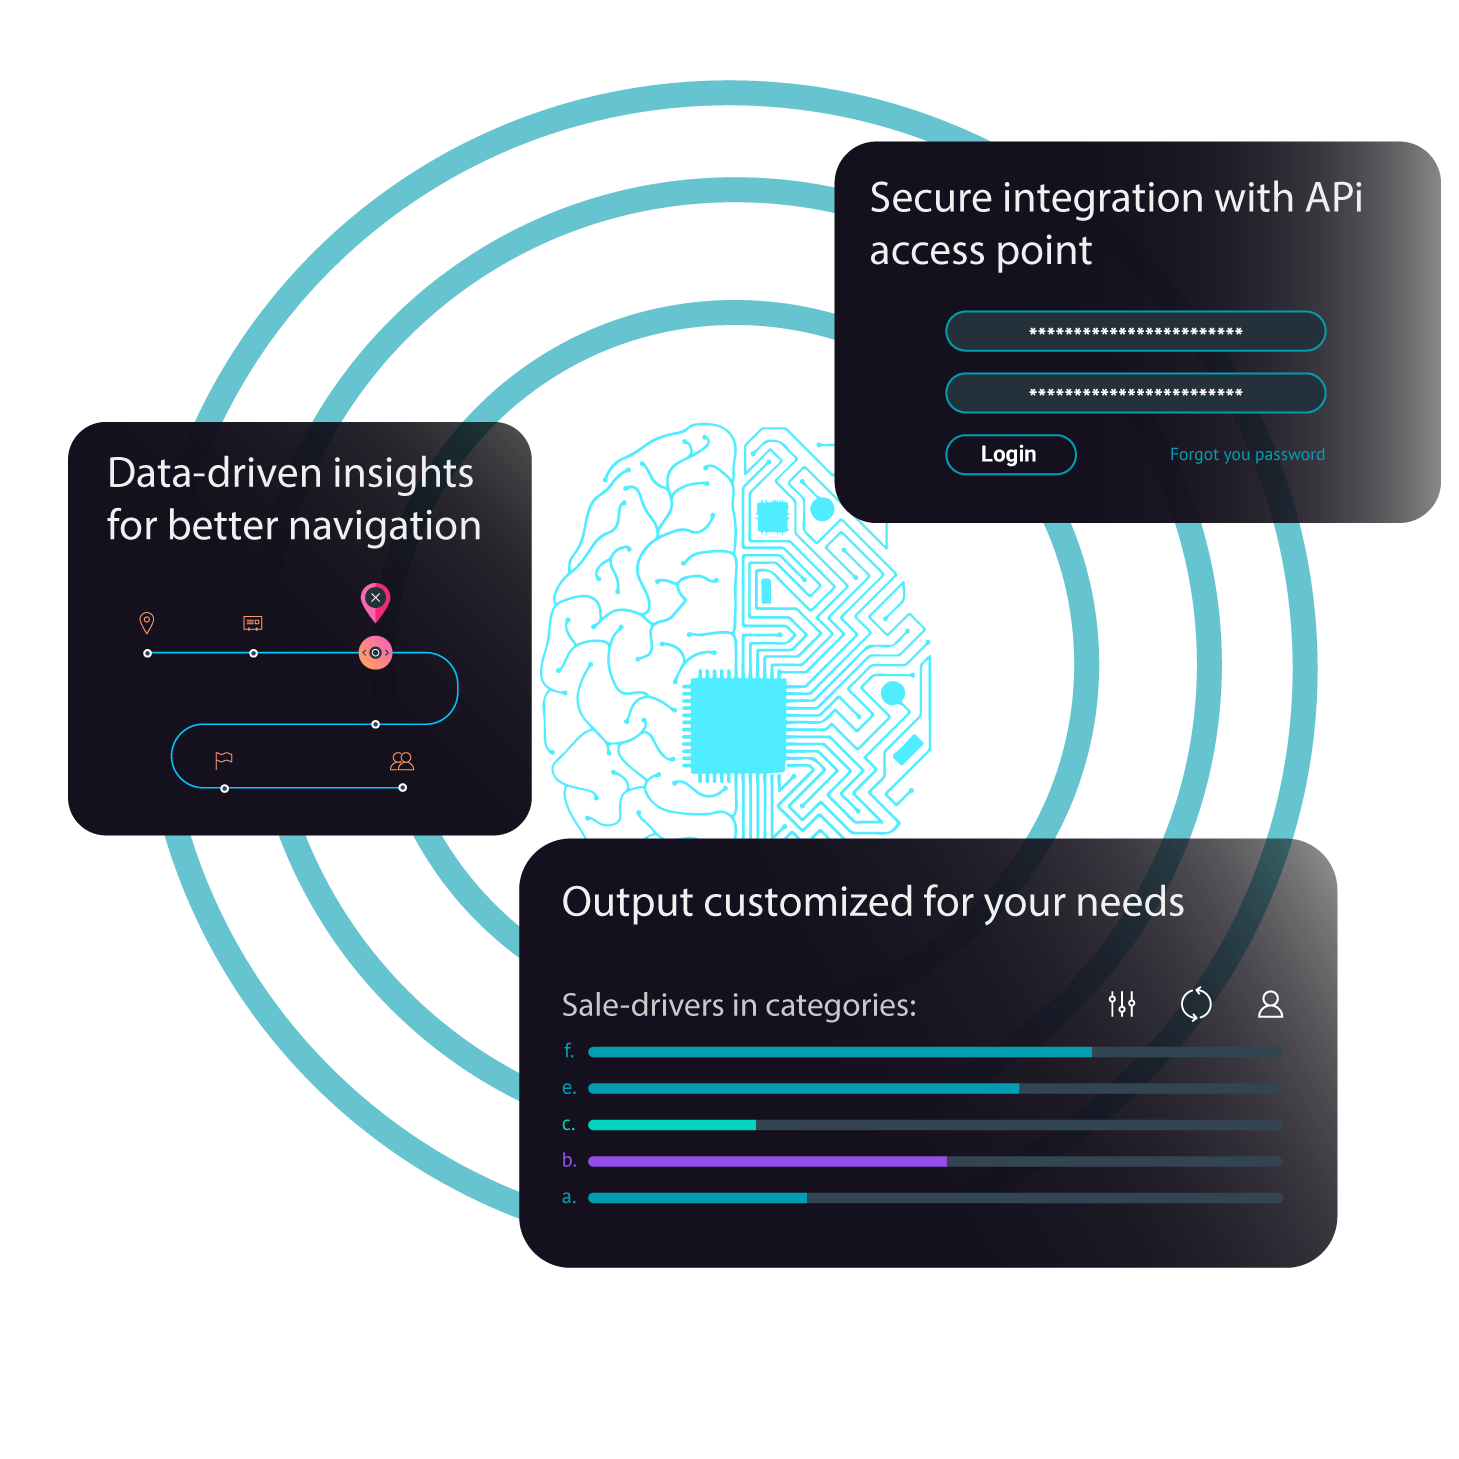 Secure integration with APi
access point
***********************
***********************
Login
Forgot you password
Data-driven insights
for better navigation
Output customized for your needs
Sale-drivers in categories:
f.
e.
c.
b.
a.